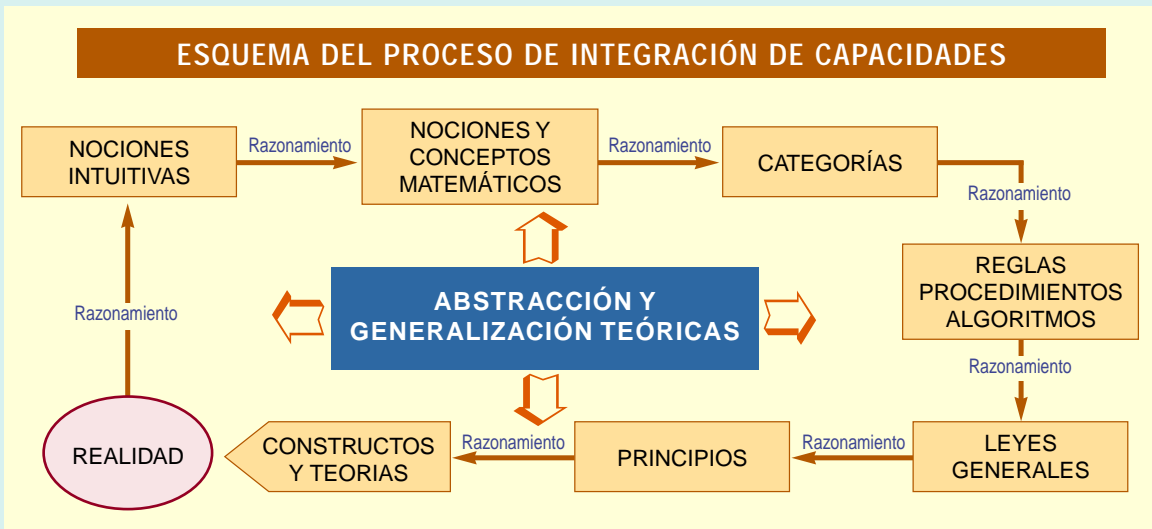 ESQUEMA DEL PROCESO DE INTEGRACIÓN DE CAPACIDADES
NOCIONES
INTUITIVAS
Razonamiento
NOCIONES Y
CONCEPTOS
MATEMÁTICOS
Razonamiento
CATEGORÍAS
Razonamiento
REGLAS
PROCEDIMIENTOS
ALGORITMOS
Razonamiento
LEYES
GENERALES
Razonamiento
PRINCIPIOS
Razonamiento
CONSTRUCTOS
Y TEORIAS
REALIDAD
Razonamiento
ABSTRACCIÓN Y
GENERALIZACIÓN TEÓRICAS